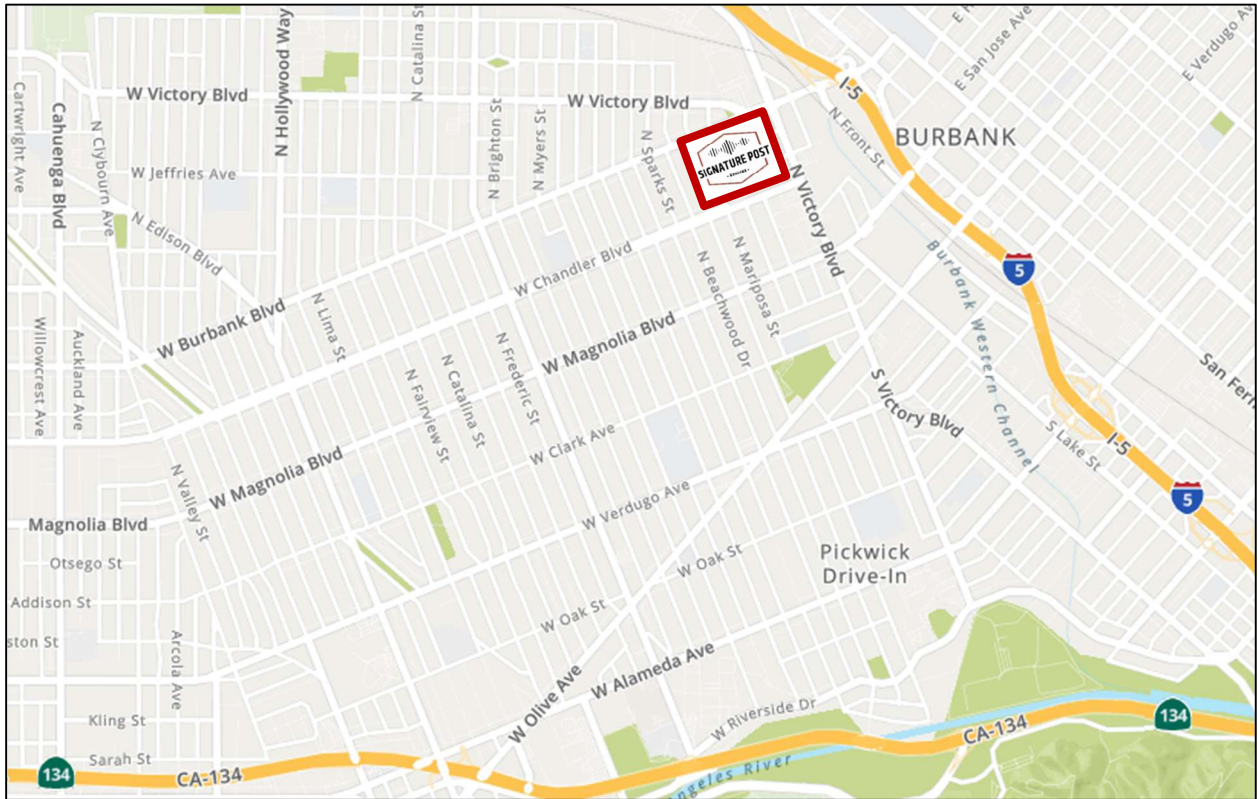 N Hollywood Way
N Catalina St
E San Jose Ave
E Verdugo Av
W Victory Blvd
W Victory Blvd
I-5
Cartwright Ave
Cahuenga Blvd
N Clybourn Ave
N Brighton St
N Myers St
N Sparks St
N Front St
BURBANK
SIGNATURE POST
W Jeffries Ave
N Victory Blvd
N Edison Blvd
W Chandler Blvd
N Beachwood Dr
N Mariposa St
Burbank Western Channel
5
W Burbank Blvd
N Lima St
Willowcrest Ave
Auckland Ave
W Magnolia Blvd
N Frederic St
N Catalina St
N Fairview St
San Fern
S Victory Blvd
W Clark Ave
S Lake St
I-5
5
N Valley St
W Magnolia Blvd
W Verdugo Ave
Magnolia Blvd
Otsego St
W Oak St
Pickwick
Drive-In
Addison St
W Oak St
ston St
Arcola Ave
W Alameda Ave
W Olive Ave
Kling St
W Riverside Dr
134
CA-134
Sarah St
134
CA-134
ngeles River